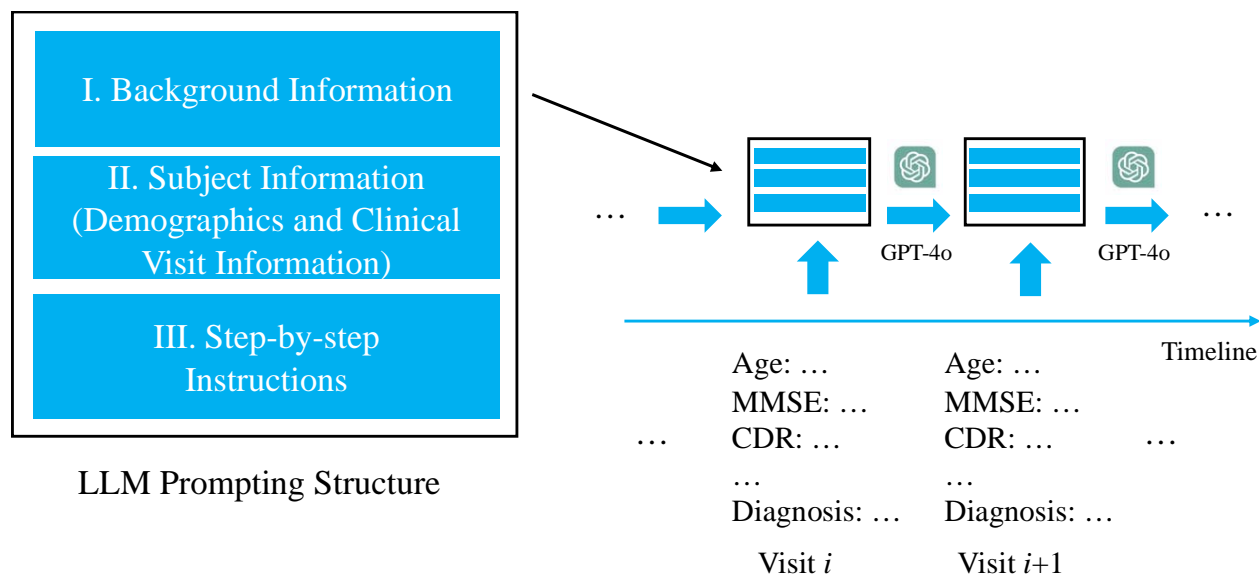 I. Background Information
II. Subject Information
(Demographics and Clinical
Visit Information)
III. Step-by-step
Instructions
LLM Prompting Structure
…
GPT-4o
GPT-4o
…
Timeline
…
Age: …
MMSE: …
CDR: …
…
Diagnosis: …
Visit i
Age: …
MMSE: …
CDR: …
…
Diagnosis: …
Visit i+1
…